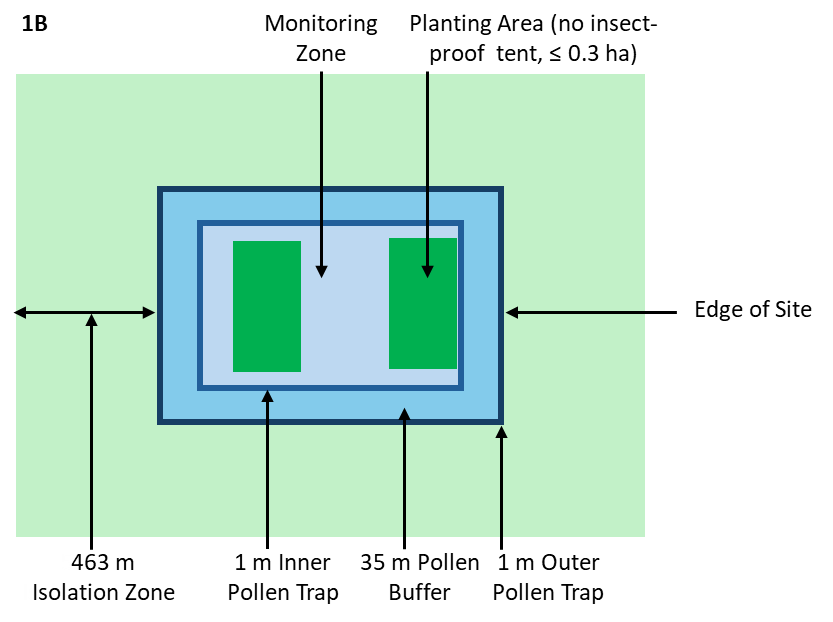 1B
Monitoring
Zone
Planting Area (no insect-
proof  tent, ≤ 0.3 ha)
Edge of Site
463 m
Isolation Zone
1 m Inner
Pollen Trap
35 m Pollen
Buffer
1 m Outer
Pollen Trap